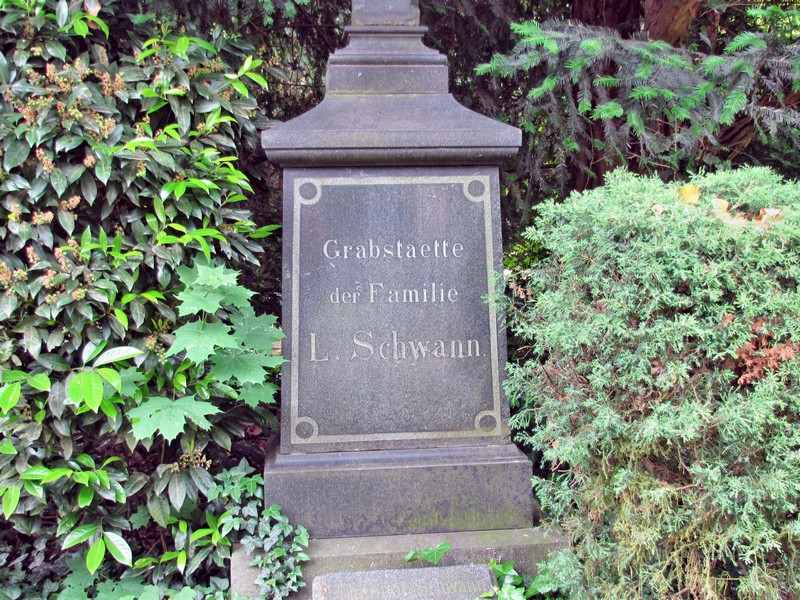 Grabstaette
der Familie
L. Schwann.